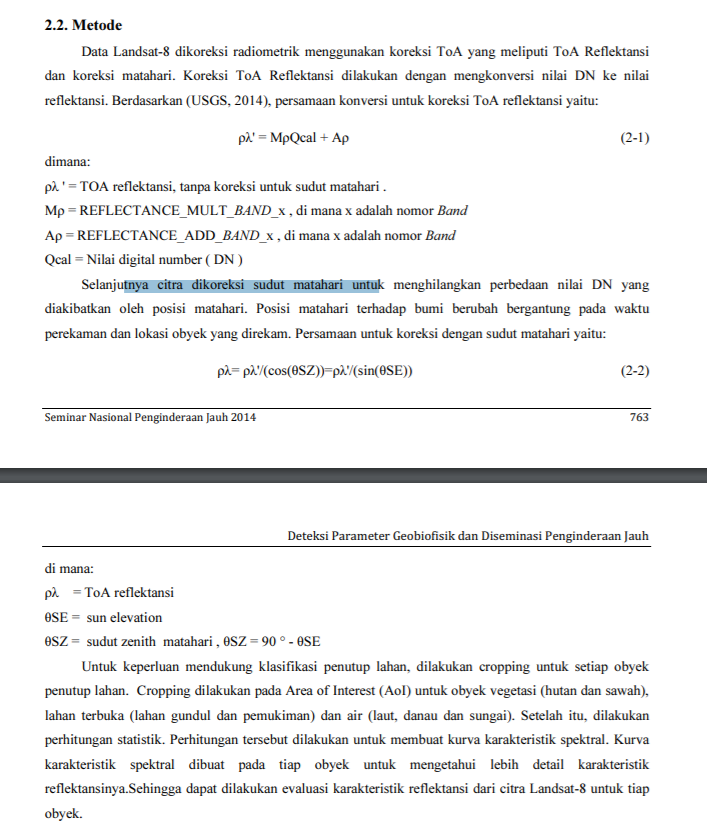 2.2. Metode
Data Landsat-8 dikoreksi radiometrik menggunakan koreksi ToA yang meliputi ToA Reflektansi
dan koreksi matahari. Koreksi ToA Reflektansi dilakukan dengan mengkonversi nilai DN ke nilai
reflektansi. Berdasarkan (USGS, 2014), persamaan konversi untuk koreksi ToA reflektansi yaitu:
ρλ' = MρQcal + Aρ (2-1)
dimana:
ρλ ' = TOA reflektansi, tanpa koreksi untuk sudut matahari .
Mρ = REFLECTANCE_MULT_BAND_x , di mana x adalah nomor Band
Aρ = REFLECTANCE_ADD_BAND_x , di mana x adalah nomor Band
Qcal = Nilai digital number ( DN )
Selanjutnya citra dikoreksi sudut matahari untuk menghilangkan perbedaan nilai DN yang
diakibatkan oleh posisi matahari. Posisi matahari terhadap bumi berubah bergantung pada waktu
perekaman dan lokasi obyek yang direkam. Persamaan untuk koreksi dengan sudut matahari yaitu:
ρλ= ρλ'/(cos(θSZ))=ρλ'/(sin(θSE)) (2-2)
Seminar Nasional Penginderaan Jauh 2014 763
Deteksi Parameter Geobiofisik dan Diseminasi Penginderaan Jauh
di mana:
ρλ = ToA reflektansi
θSE = sun elevation
θSZ = sudut zenith matahari , θSZ = 90 ° - θSE
Untuk keperluan mendukung klasifikasi penutup lahan, dilakukan cropping untuk setiap obyek
penutup lahan. Cropping dilakukan pada Area of Interest (AoI) untuk obyek vegetasi (hutan dan sawah),
lahan terbuka (lahan gundul dan pemukiman) dan air (laut, danau dan sungai). Setelah itu, dilakukan
perhitungan statistik. Perhitungan tersebut dilakukan untuk membuat kurva karakteristik spektral. Kurva
karakteristik spektral dibuat pada tiap obyek untuk mengetahui lebih detail karakteristik
reflektansinya.Sehingga dapat dilakukan evaluasi karakteristik reflektansi dari citra Landsat-8 untuk tiap
obyek.